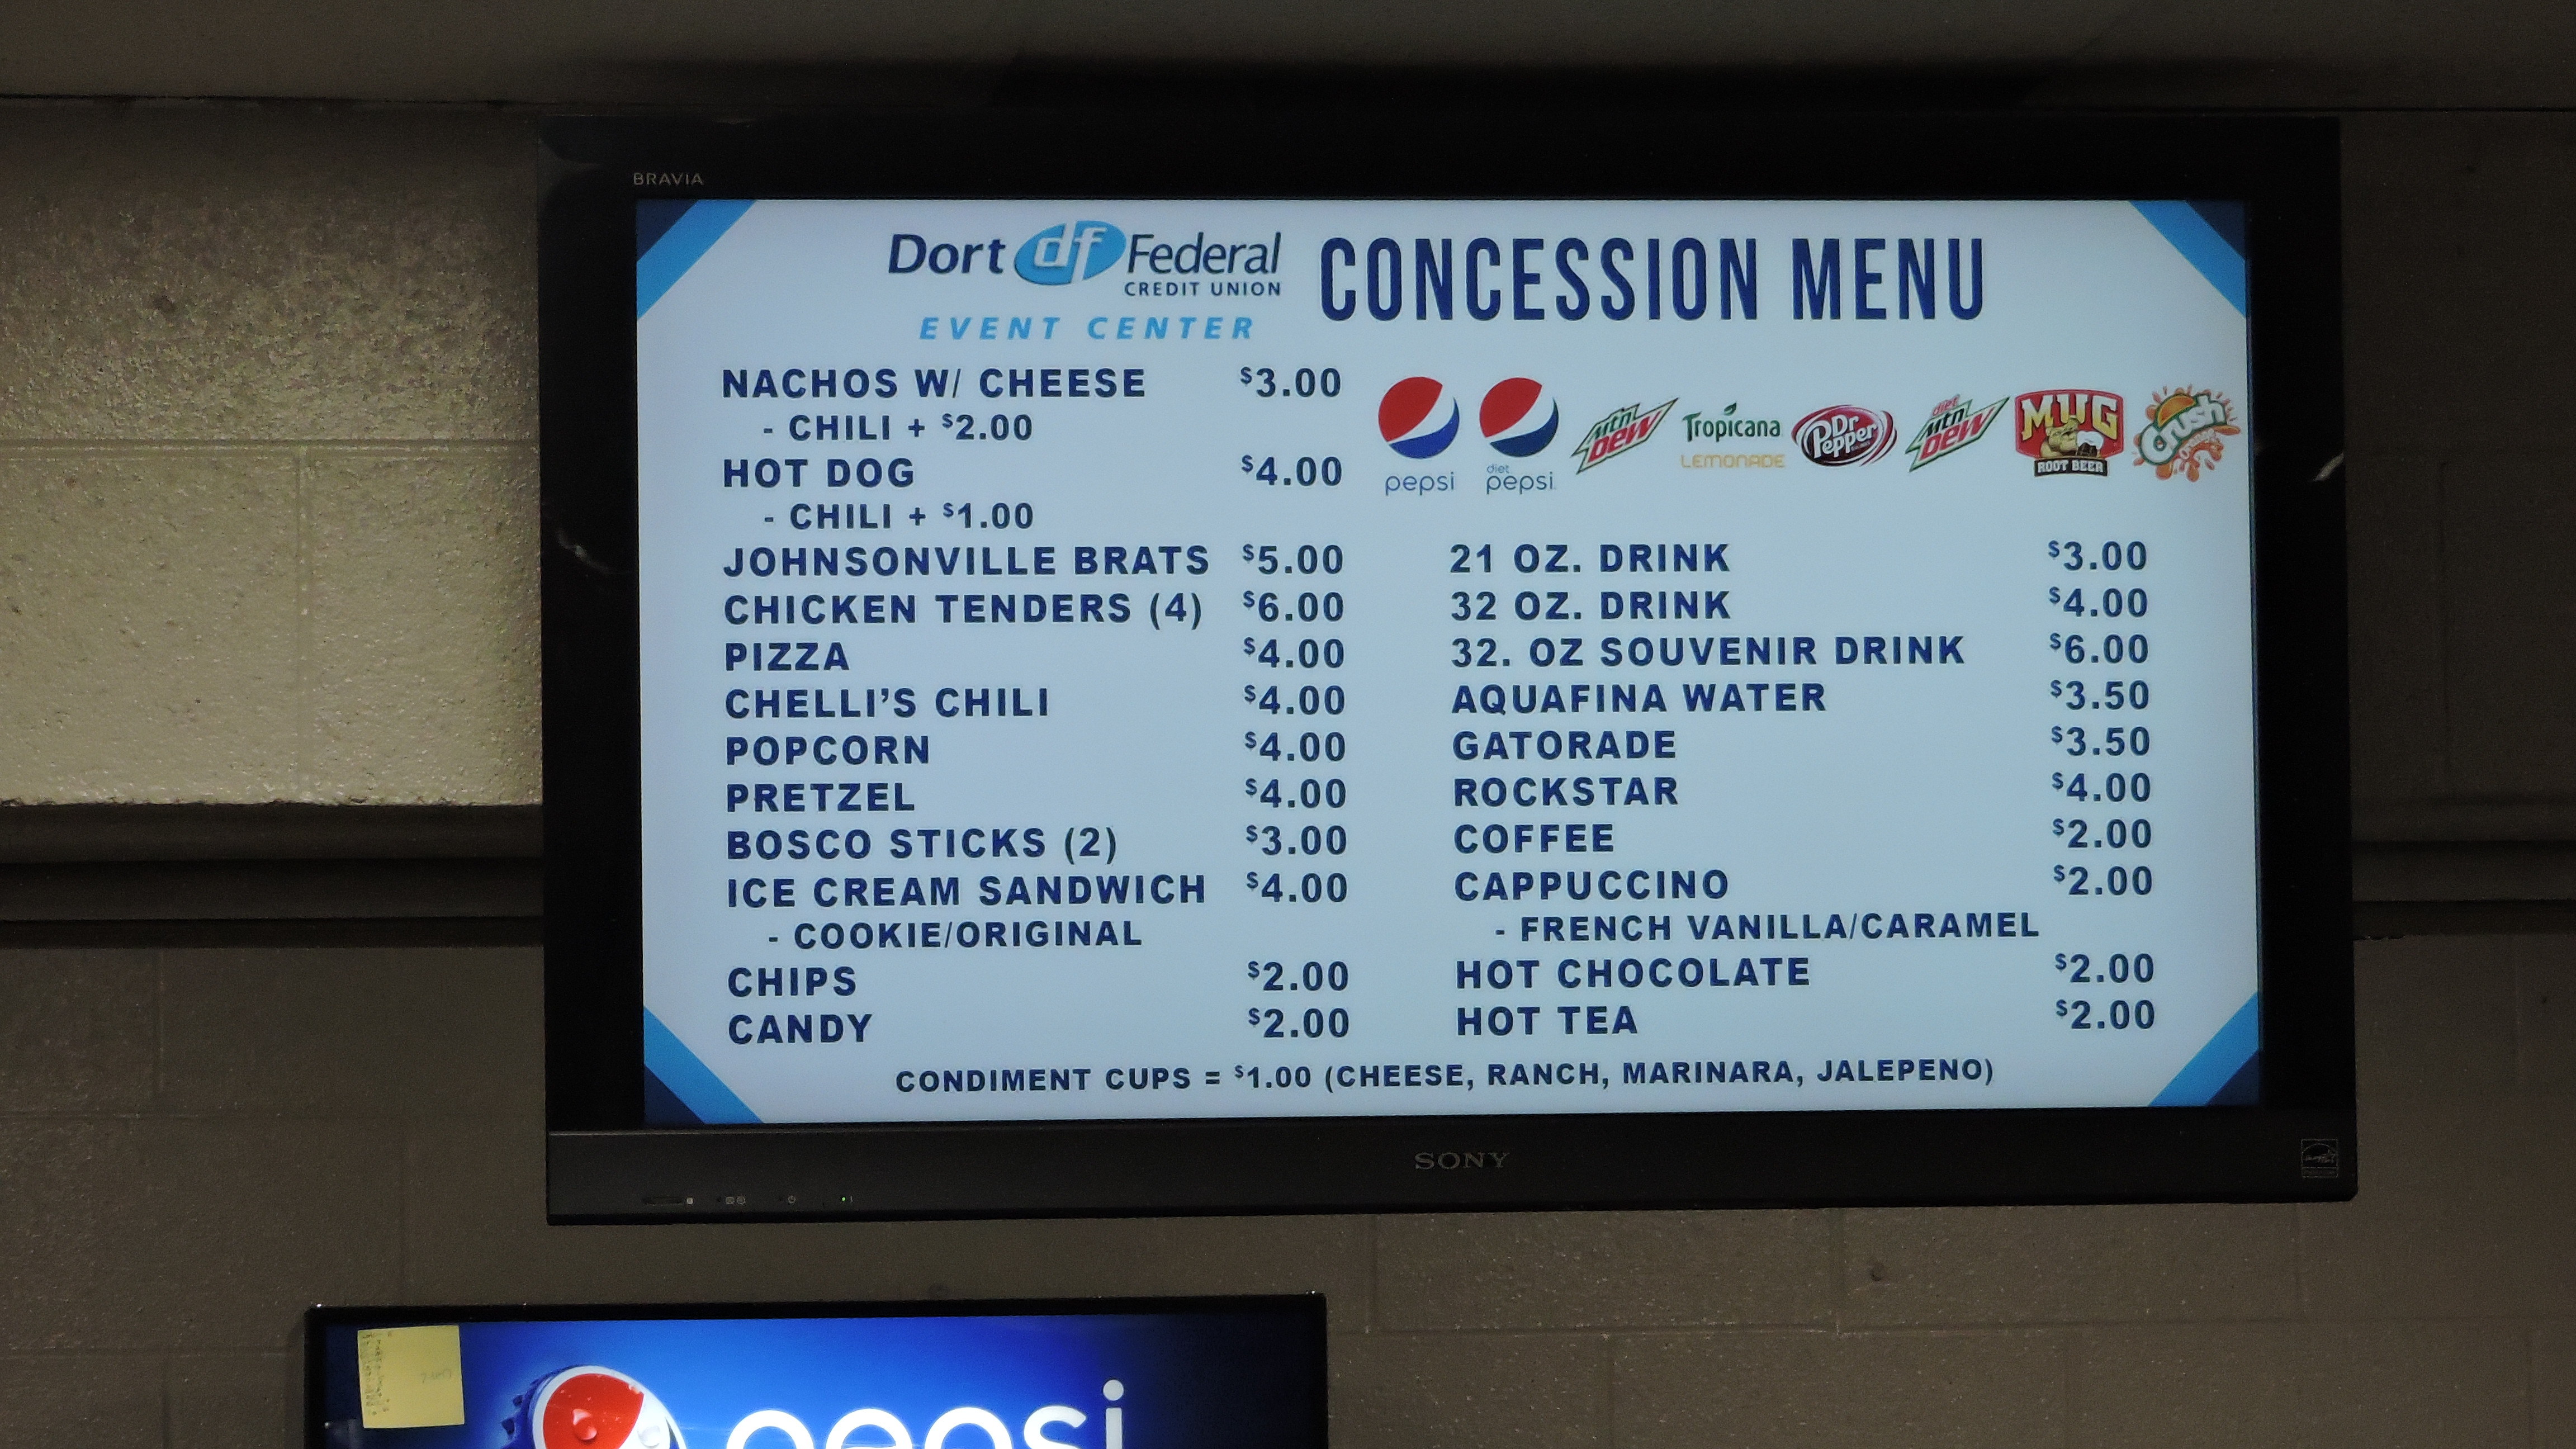 BRAVIA
Dort df Federal
CREDIT UNION
EVENT CENTER
CONCESSION MENU
NACHOS W/ CHEESE $3.00
- CHILI + $2.00
HOT DOG $4.00
- CHILI + $1.00
JOHNSONVILLE BRATS $5.00
CHICKEN TENDERS (4) $6.00
PIZZA $4.00
CHELLI'S CHILI $4.00
POPCORN $4.00
PRETZEL $4.00
BOSCO STICKS (2) $3.00
ICE CREAM SANDWICH $4.00
- COOKIE/ORIGINAL
CHIPS $2.00
CANDY $2.00
pepsi
diet pepsi
mtn DEW
Tropicana
LEMONADE
Dr Pepper
diet mtn DEW
MUG
ROOT BEER
Crush
21 OZ. DRINK $3.00
32 OZ. DRINK $4.00
32. OZ SOUVENIR DRINK $6.00
AQUAFINA WATER $3.50
GATORADE $3.50
ROCKSTAR $4.00
COFFEE $2.00
CAPPUCCINO $2.00
- FRENCH VANILLA/CARAMEL
HOT CHOCOLATE $2.00
HOT TEA $2.00
CONDIMENT CUPS = $1.00 (CHEESE, RANCH, MARINARA, JALEPENO)
SONY
pepsi